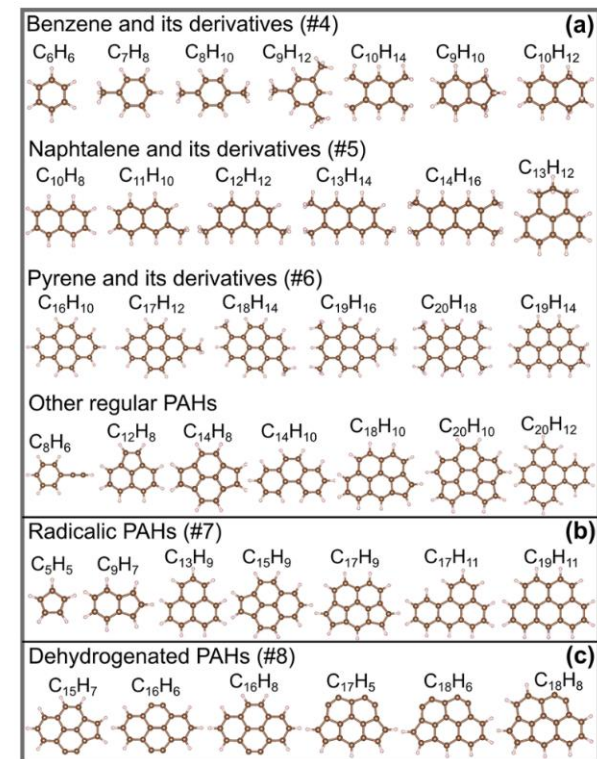 Benzene and its derivatives (#4) (a)
C₆H₆ C₇H₈ C₈H₁₀ C₉H₁₂ C₁₀H₁₄ C₉H₁₀ C₁₀H₁₂
Naphtalene and its derivatives (#5)
C₁₀H₈ C₁₁H₁₀ C₁₂H₁₂ C₁₃H₁₄ C₁₄H₁₆ C₁₃H₁₂
Pyrene and its derivatives (#6)
C₁₆H₁₀ C₁₇H₁₂ C₁₈H₁₄ C₁₉H₁₆ C₂₀H₁₈ C₁₉H₁₄
Other regular PAHs
C₈H₆ C₁₂H₈ C₁₄H₈ C₁₄H₁₀ C₁₈H₁₀ C₂₀H₁₀ C₂₀H₁₂
Radicalic PAHs (#7) (b)
C₅H₅ C₉H₇ C₁₃H₉ C₁₅H₉ C₁₇H₉ C₁₇H₁₁ C₁₉H₁₁
Dehydrogenated PAHs (#8) (c)
C₁₅H₇ C₁₆H₆ C₁₆H₈ C₁₇H₅ C₁₈H₆ C₁₈H₈